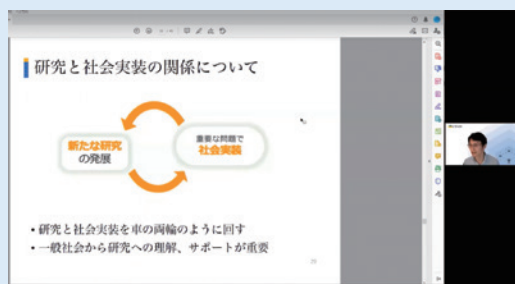 研究と社会実装の関係について
新たな研究
の発展
重要な問題で
社会実装
• 研究と社会実装を車の両輪のように回す
• 一般社会から研究への理解、サポートが重要